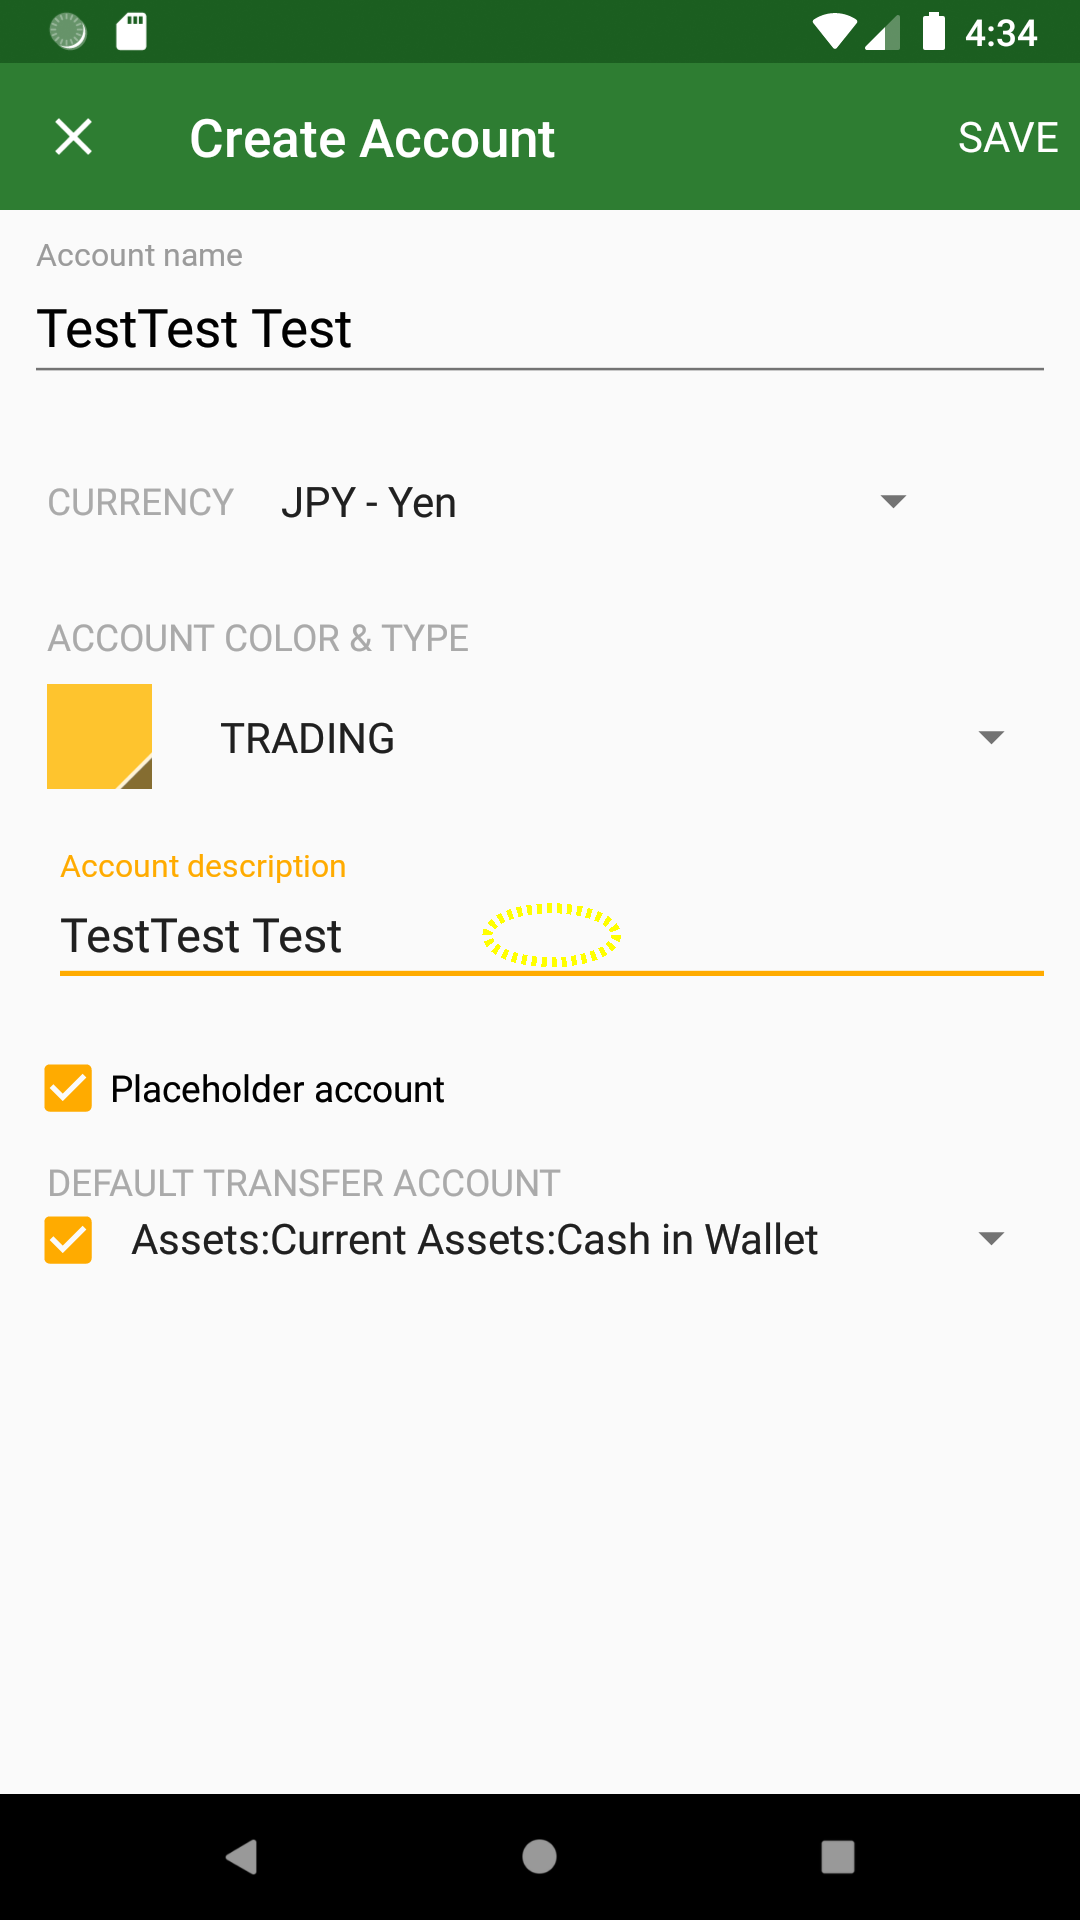 4:34
Create Account
SAVE
Account name
TestTest Test
CURRENCY JPY - Yen
ACCOUNT COLOR & TYPE
TRADING
Account description
TestTest Test
Placeholder account
DEFAULT TRANSFER ACCOUNT
Assets:Current Assets:Cash in Wallet